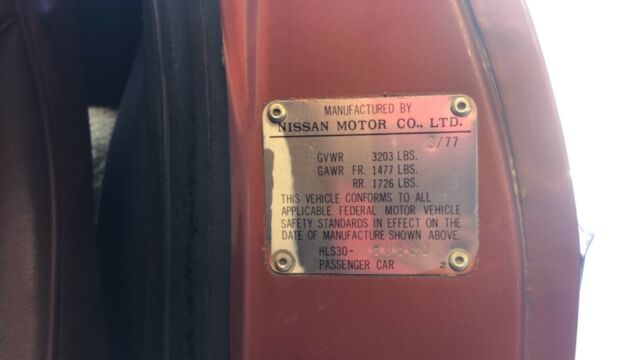 MANUFACTURED BY
NISSAN MOTOR CO., LTD.
3/77
GVWR 3203 LBS.
GAWR FR. 1477 LBS.
RR. 1726 LBS.
THIS VEHICLE CONFORMS TO ALL
APPLICABLE FEDERAL MOTOR VEHICLE
SAFETY STANDARDS IN EFFECT ON THE
DATE OF MANUFACTURE SHOWN ABOVE.
HLS30-
PASSENGER CAR 2